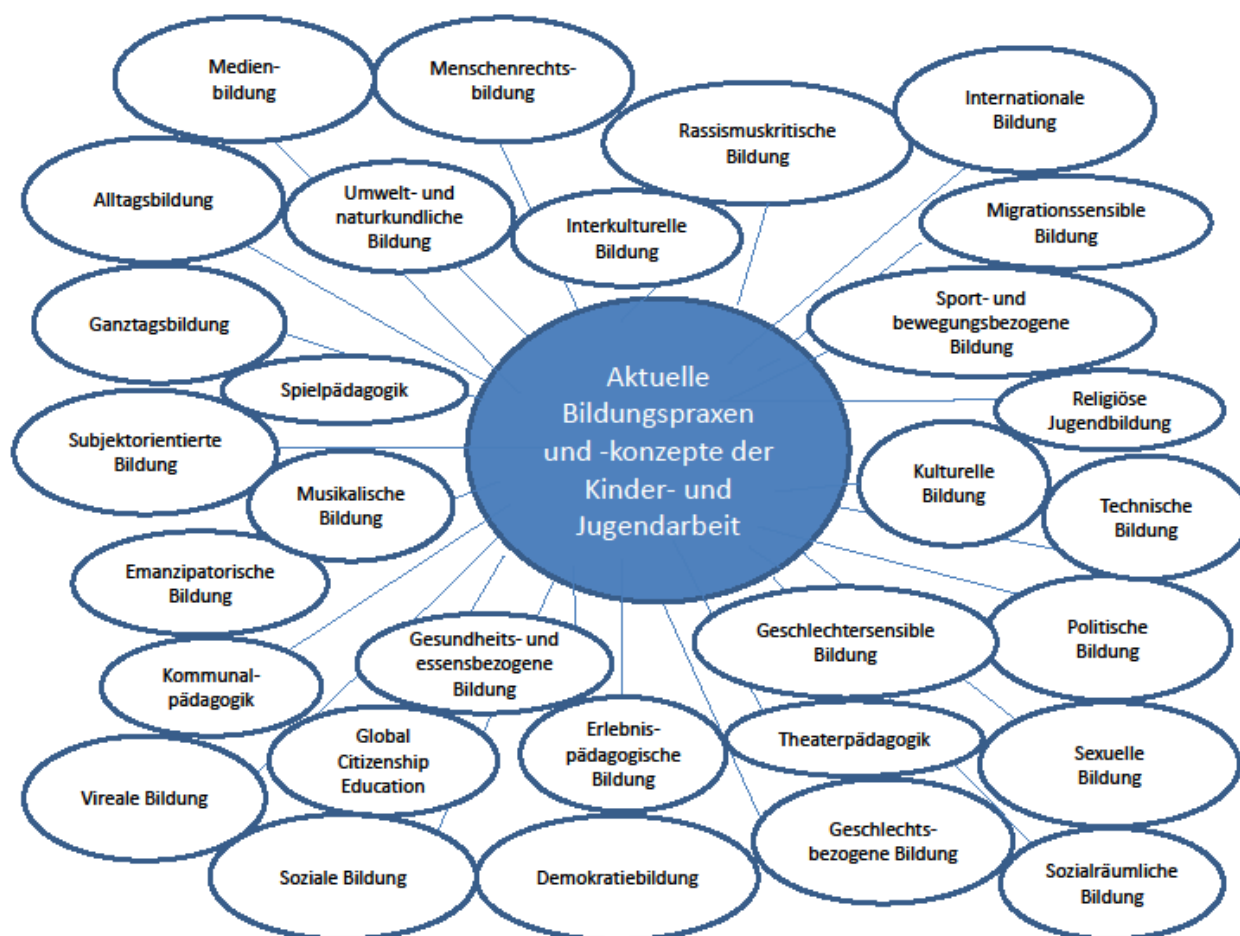 Medien-
bildung
Menschenrechts-
bildung
Rassismuskritische
Bildung
Internationale
Bildung
Alltagsbildung
Umwelt- und
naturkundliche
Bildung
Interkulturelle
Bildung
Migrationssensible
Bildung
Ganztagsbildung
Sport- und
bewegungsbezogene
Bildung
Spielpädagogik
Aktuelle
Bildungspraxen
und -konzepte der
Kinder- und
Jugendarbeit
Religiöse
Jugendbildung
Subjektorientierte
Bildung
Kulturelle
Bildung
Musikalische
Bildung
Technische
Bildung
Emanzipatorische
Bildung
Gesundheits- und
essensbezogene
Bildung
Geschlechtersensible
Bildung
Politische
Bildung
Kommunal-
pädagogik
Global
Citizenship
Education
Erlebnis-
pädagogische
Bildung
Theaterpädagogik
Sexuelle
Bildung
Vireale Bildung
Geschlechts-
bezogene Bildung
Soziale Bildung
Demokratiebildung
Sozialräumliche
Bildung